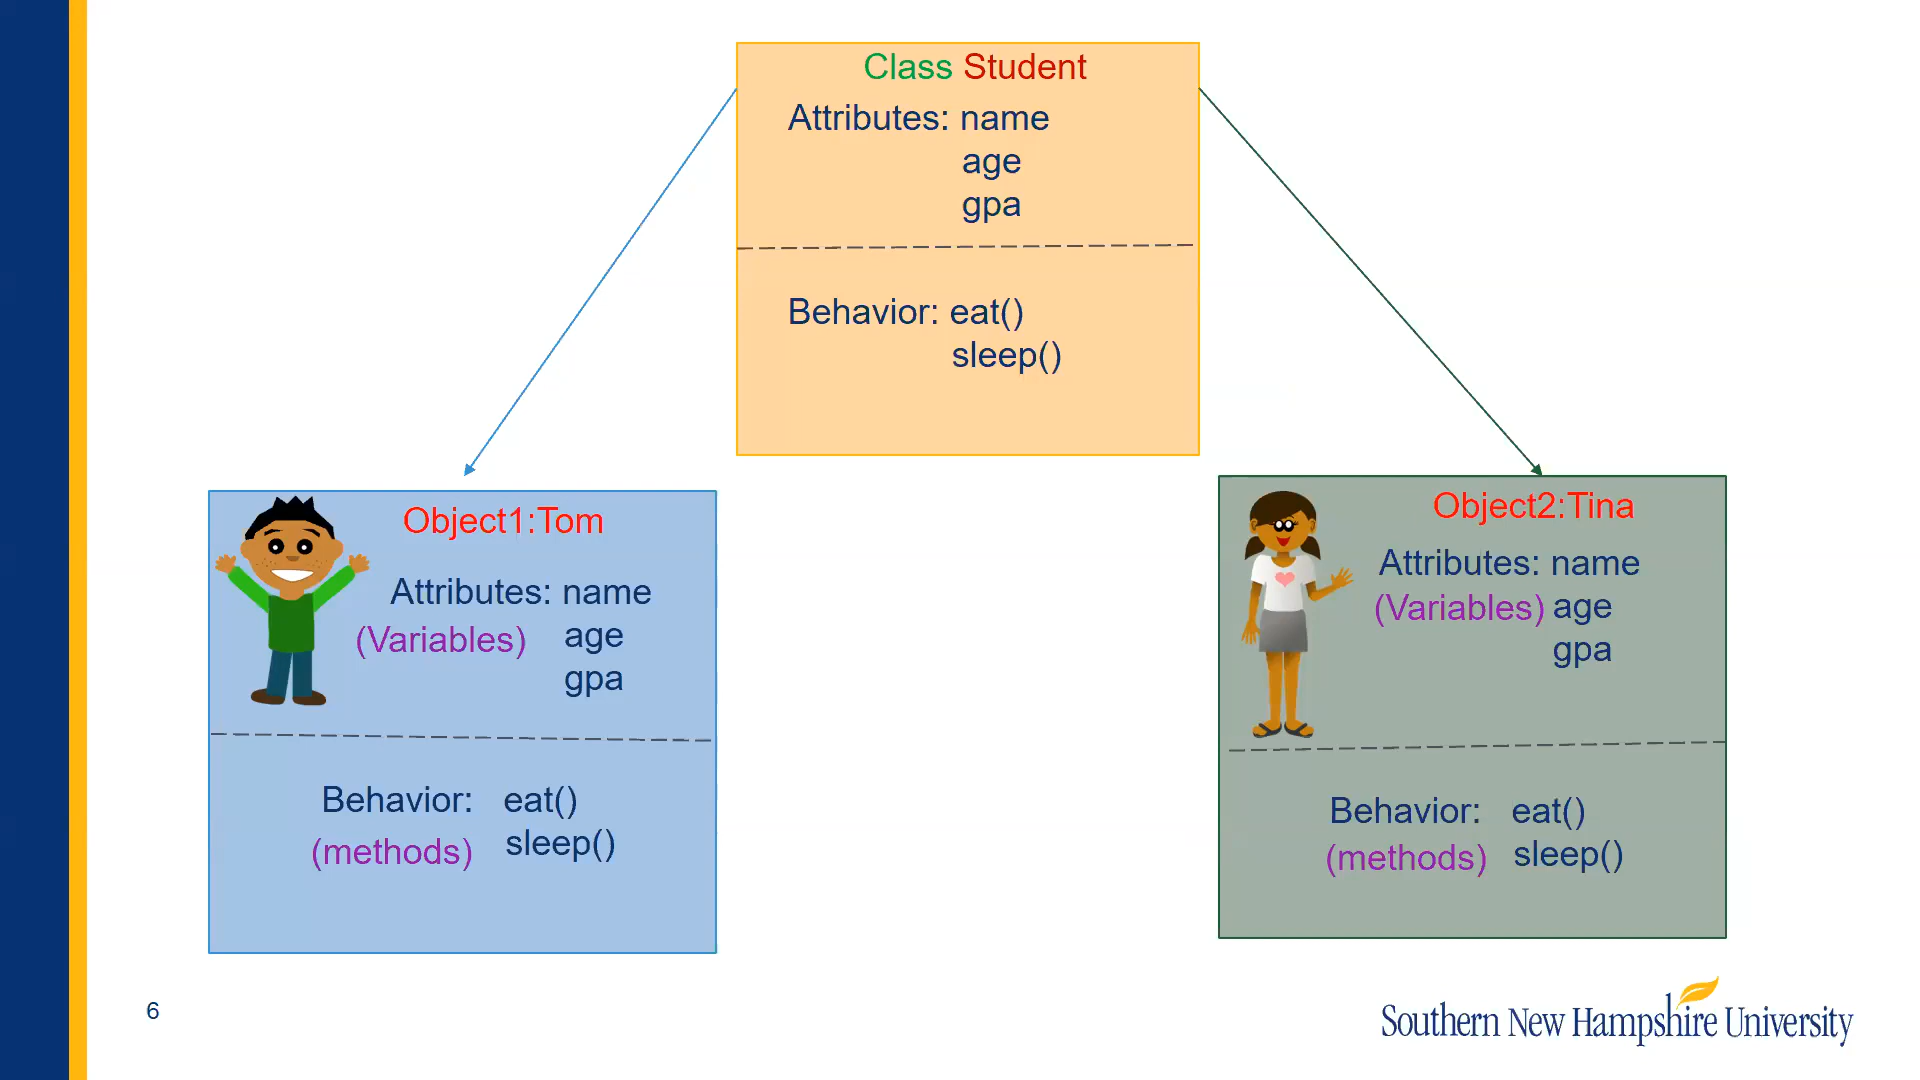 Class Student
Attributes: name
age
gpa
Behavior: eat()
sleep()
Object1:Tom
Attributes: name
(Variables) age
gpa
Behavior: eat()
(methods) sleep()
Object2:Tina
Attributes: name
(Variables) age
gpa
Behavior: eat()
(methods) sleep()
6
Southern New Hampshire University